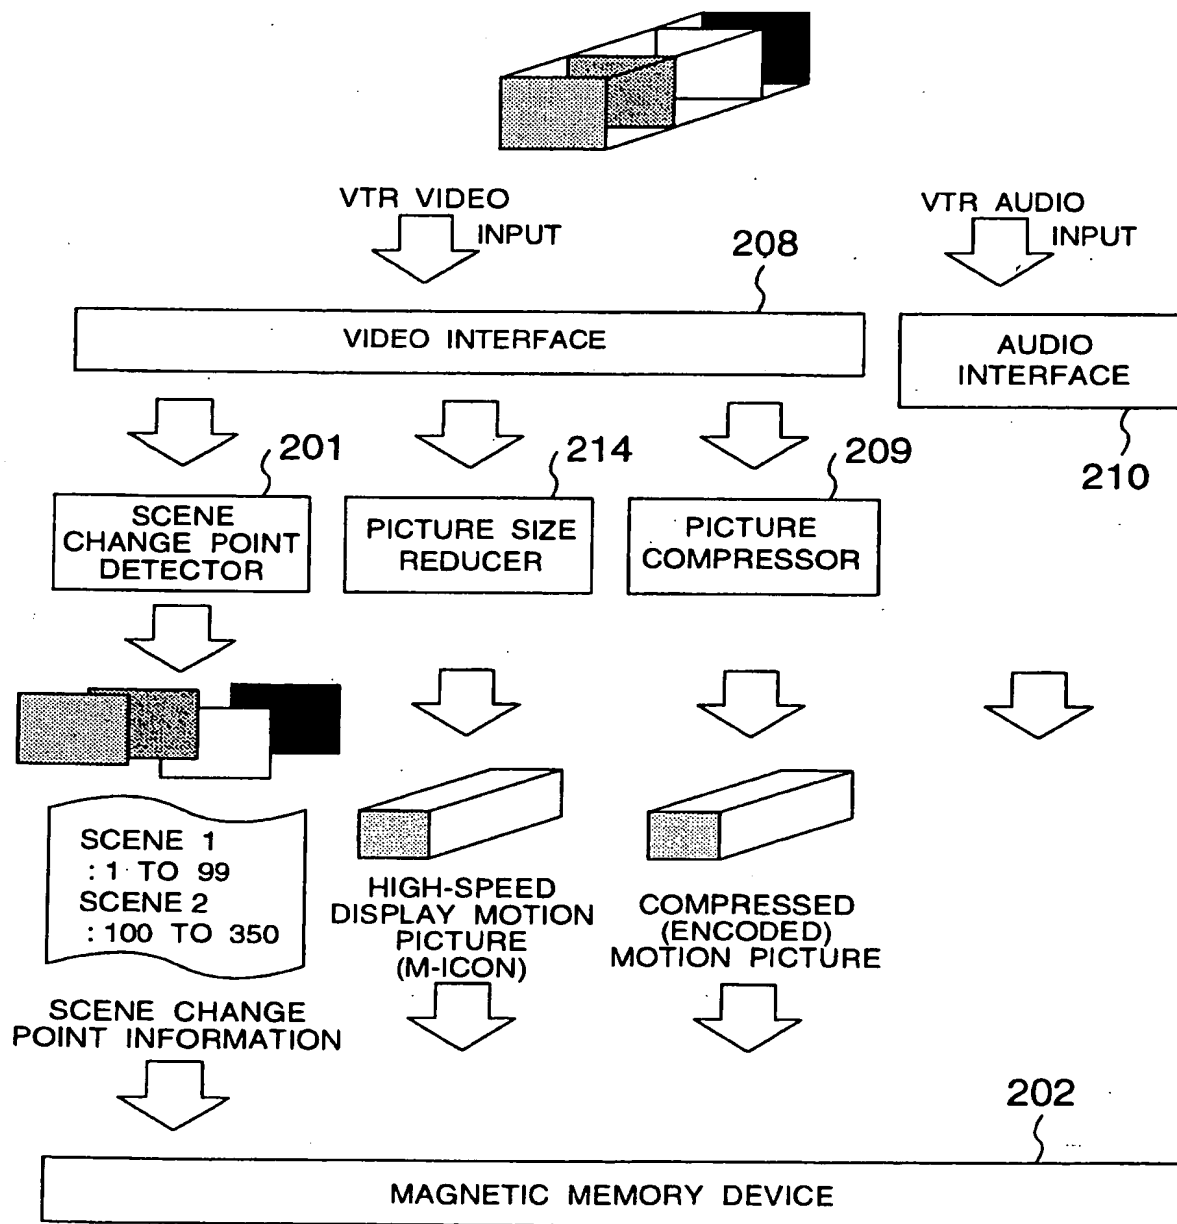 VTR VIDEO
INPUT
VTR AUDIO
INPUT
208
VIDEO INTERFACE
AUDIO
INTERFACE
210
201
214
209
SCENE
CHANGE POINT
DETECTOR
PICTURE SIZE
REDUCER
PICTURE
COMPRESSOR
SCENE 1
: 1 TO 99
SCENE 2
: 100 TO 350
SCENE CHANGE
POINT INFORMATION
HIGH-SPEED
DISPLAY MOTION
PICTURE
(M-ICON)
COMPRESSED
(ENCODED)
MOTION PICTURE
202
MAGNETIC MEMORY DEVICE